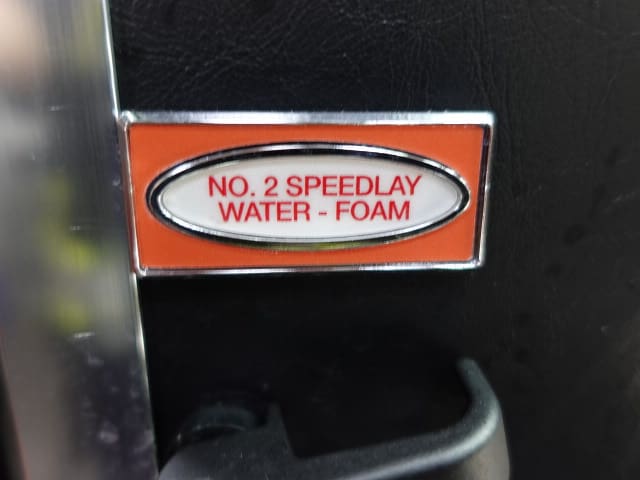 NO. 2 SPEEDLAY
WATER - FOAM